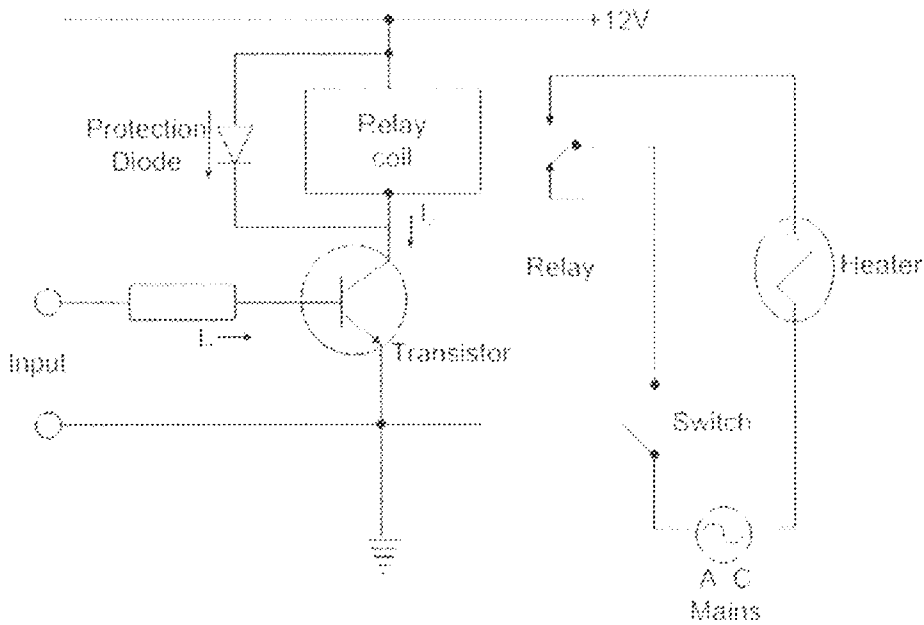 +12V
Protection
Diode
Relay
coil
Relay
Heater
Input
Transistor
Switch
A C
Mains